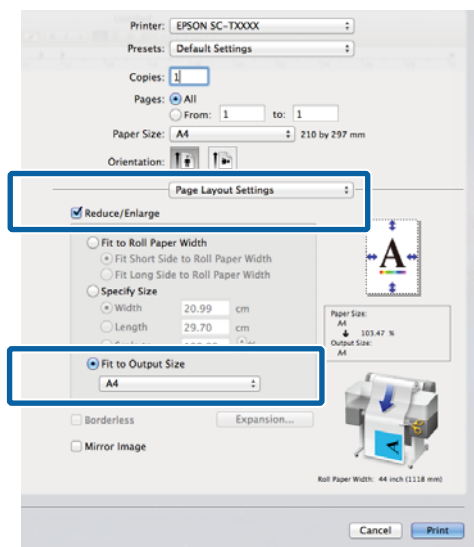 Printer: EPSON SC-TXXXX
Presets: Default Settings
Copies: 1
Pages: All
From: 1 to: 1
Paper Size: A4 210 by 297 mm
Orientation:
Page Layout Settings
Reduce/Enlarge
Fit to Roll Paper Width
Fit Short Side to Roll Paper Width
Fit Long Side to Roll Paper Width
Specify Size
Width 20.99 cm
Length 29.70 cm
Fit to Output Size
A4
Borderless Expansion...
Mirror Image
A
Paper Size:
A4
103.47 %
Output Size:
A4
A
Roll Paper Width: 44 inch (1118 mm)
Cancel Print